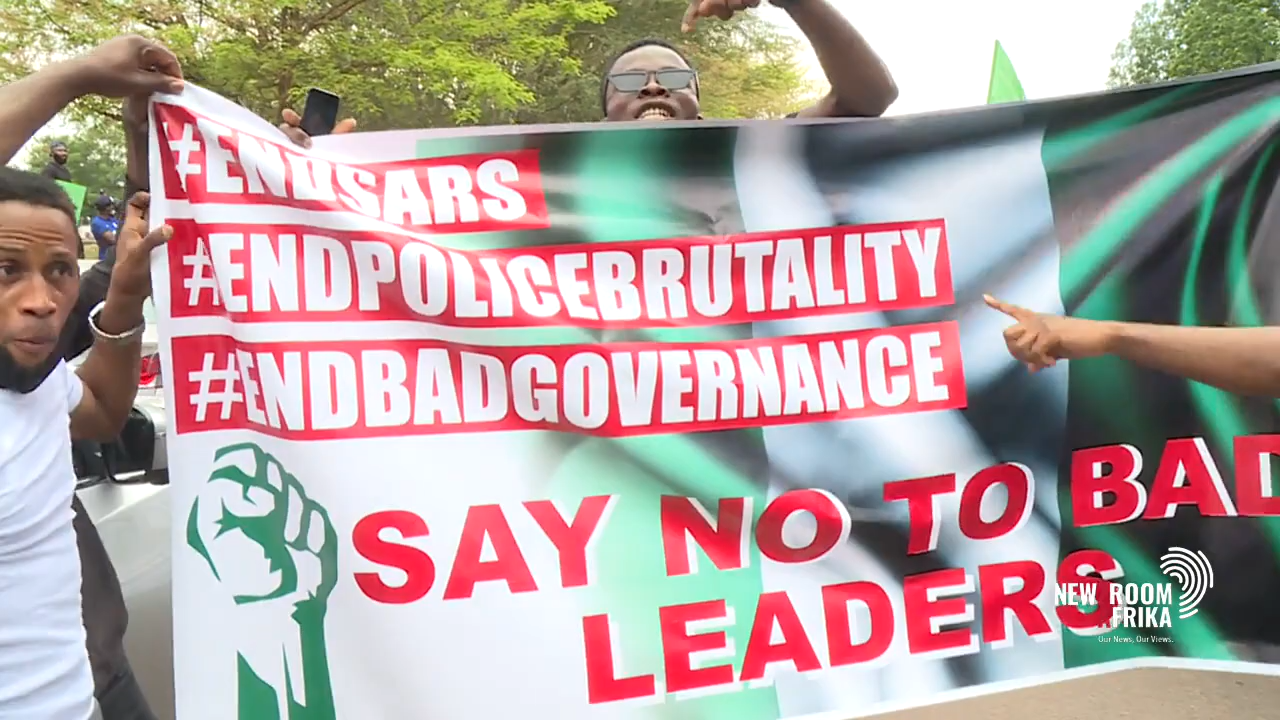 #ENDSARS
#ENDPOLICEBRUTALITY
#ENDBADGOVERNANCE
SAY NO TO BAD
LEADERS
NEW ROOM
AFRIKA
Our News, Our Views.